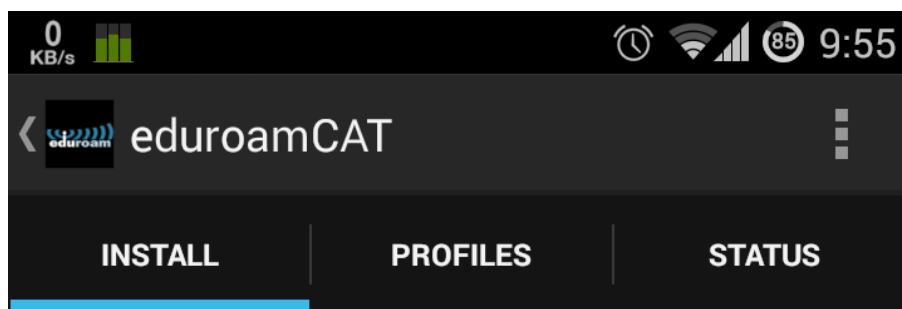 0
KB/s
85 9:55
eduroam
eduroamCAT
INSTALL PROFILES STATUS